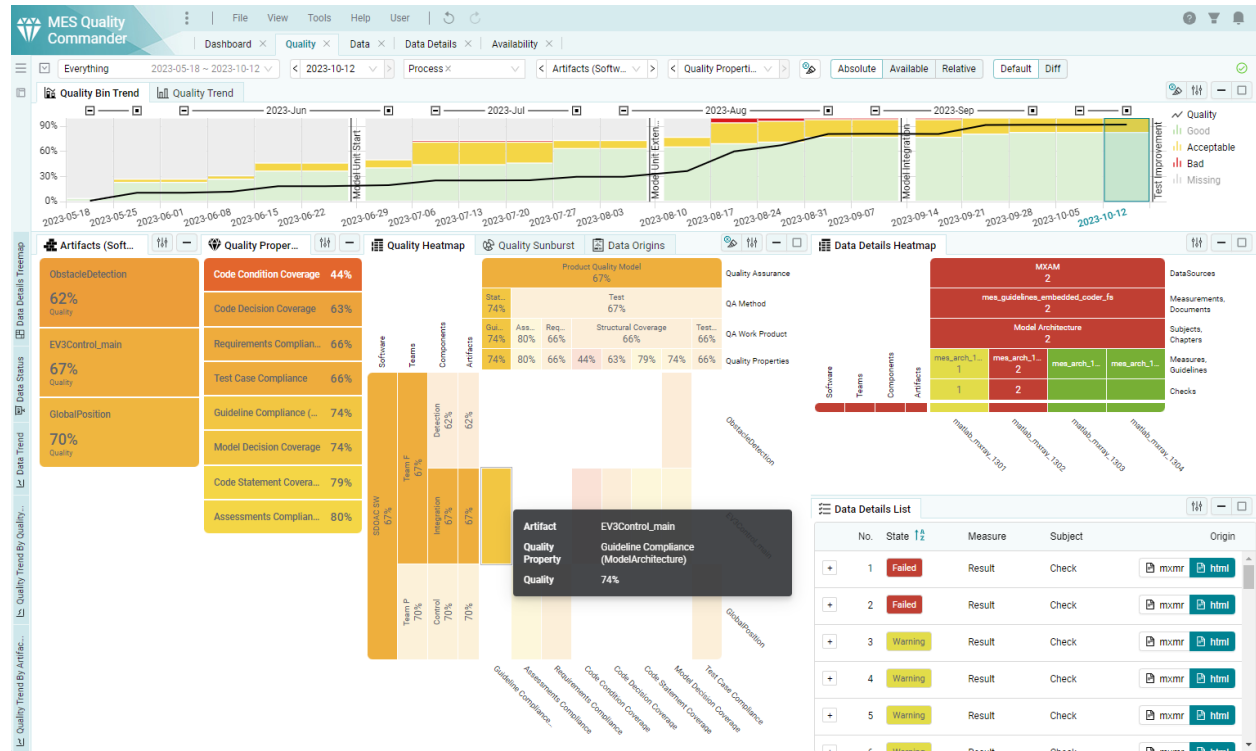 MES Quality
Commander
File View Tools Help User
Dashboard Quality Data Data Details Availability
Everything 2023-05-18 ~ 2023-10-12 < 2023-10-12 > Process < Artifacts (Softw... > < Quality Properti... > Absolute Available Relative Default Diff
Quality Bin Trend Quality Trend
2023-Jun 2023-Jul 2023-Aug 2023-Sep
90%
60%
30%
0%
Model Unit Start
Model Unit Exten...
Model Integration
Test Improvement
Quality
Good
Acceptable
Bad
Missing
2023-05-18 2023-05-25 2023-06-01 2023-06-08 2023-06-15 2023-06-22 2023-06-29 2023-07-06 2023-07-13 2023-07-20 2023-07-27 2023-08-03 2023-08-10 2023-08-17 2023-08-24 2023-08-31 2023-09-07 2023-09-14 2023-09-21 2023-09-28 2023-10-05 2023-10-12
Data Details Treemap
Data Status
Data Trend
Quality Trend By Quality...
Quality Trend By Artifac...
Artifacts (Soft...
ObstacleDetection
62%
Quality
EV3Control_main
67%
Quality
GlobalPosition
70%
Quality
Quality Proper...
Code Condition Coverage 44%
Code Decision Coverage 63%
Requirements Complian... 66%
Test Case Compliance 66%
Guideline Compliance (... 74%
Model Decision Coverage 74%
Code Statement Covera... 79%
Assessments Complian... 80%
Quality Heatmap Quality Sunburst Data Origins
Product Quality Model
67%
Quality Assurance
Stat... Test
74% 67%
QA Method
Gui... Ass... Req... Structural Coverage Test...
74% 80% 66% 66% 66%
QA Work Product
74% 80% 66% 44% 63% 79% 74% 66%
Quality Properties
Software
Teams
Components
Artifacts
SDOAC SW
67%
Team F
67%
Team P
70%
Detection
62%
62%
Integration
67%
67%
Control
70%
70%
ObstacleDetection
EV3Control_main
GlobalPosition
Artifact EV3Control_main
Quality Guideline Compliance
Property (ModelArchitecture)
Quality 74%
Guideline Compliance...
Assessments Compliance
Requirements Compliance
Code Condition Coverage
Code Decision Coverage
Code Statement Coverage
Model Decision Coverage
Test Case Compliance
Data Details Heatmap
MXAM
2
DataSources
mes_guidelines_embedded_coder_fs
2
Measurements,
Documents
Model Architecture
2
Subjects,
Chapters
mes_arch_1... mes_arch_1... mes_arch_1... mes_arch_1...
1 2
Measures,
Guidelines
1 2
Checks
Software
Teams
Components
Artifacts
matlab_mxray_1301
matlab_mxray_1302
matlab_mxray_1303
matlab_mxray_1304
Data Details List
No. State Measure Subject Origin
+ 1 Failed Result Check mxmr html
+ 2 Failed Result Check mxmr html
+ 3 Warning Result Check mxmr html
+ 4 Warning Result Check mxmr html
+ 5 Warning Result Check mxmr html